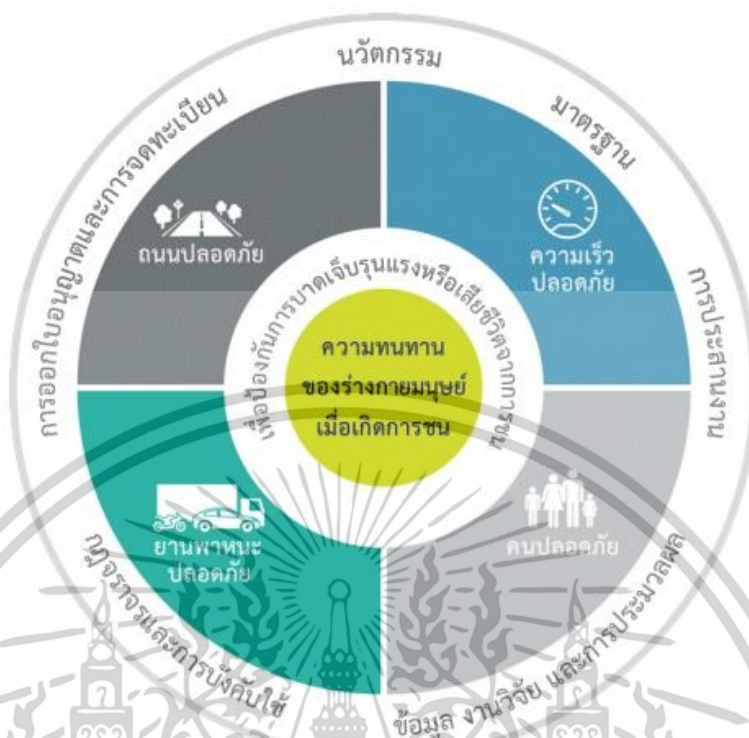 นวัตกรรม
มาตรฐาน
การประสานงาน
ข้อมูล งานวิจัย และการประมวลผล
กฎจราจรและการบังคับใช้
การออกใบอนุญาตและการจดทะเบียน
ถนนปลอดภัย
ความเร็ว
ปลอดภัย
คนปลอดภัย
ยานพาหนะ
ปลอดภัย
เพื่อป้องกันการบาดเจ็บรุนแรงหรือเสียชีวิตจากการชน
ความทนทาน
ของร่างกายมนุษย์
เมื่อเกิดการชน